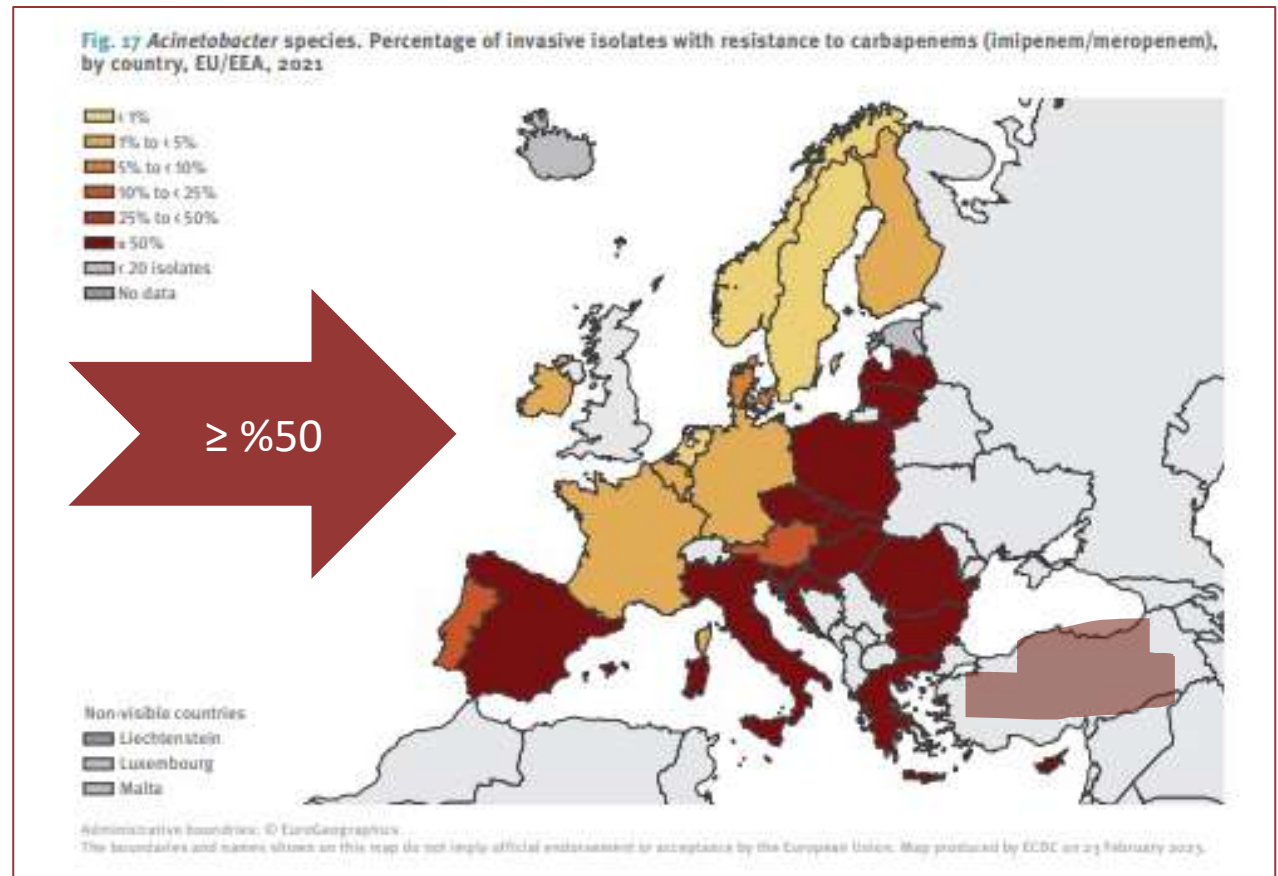 Fig. 17 Acinetobacter species. Percentage of invasive isolates with resistance to carbapenems (imipenem/meropenem),
by country, EU/EEA, 2021
< 1%
1% to < 5%
5% to < 10%
10% to < 25%
25% to < 50%
≥ 50%
< 20 isolates
No data
≥ %50
Non-visible countries
Liechtenstein
Luxembourg
Malta
Administrative boundries: © EuroGeographics
The boundaries and names shown on this map do not imply official endorsement or acceptance by the European Union. Map produced by ECDC on 23 February 2023.